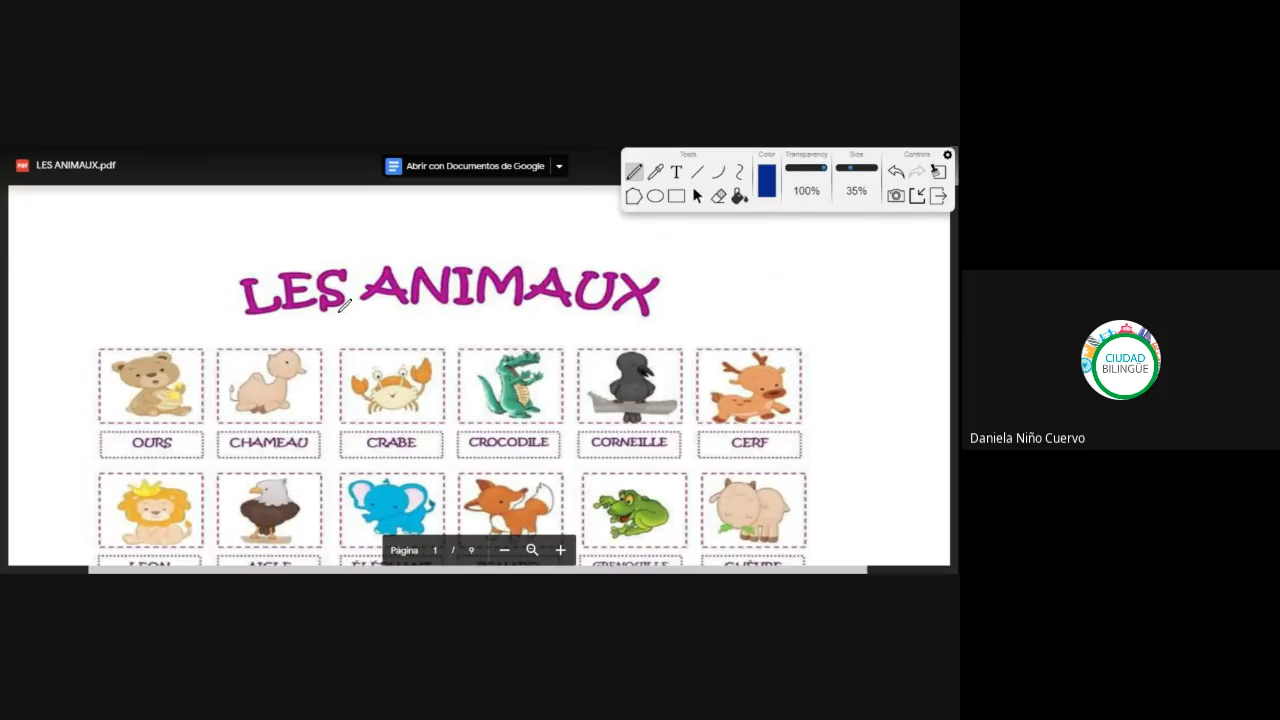 Tools
Color
Transparency
Size
Controls
LES ANIMAUX.pdf
Abrir con Documentos de Google
100%
35%
LES ANIMAUX
CIUDAD
BILINGÜE
OURS
CHAMEAU
CRABE
CROCODILE
CORNEILLE
CERF
Daniela Niño Cuervo
Página 1 / 9